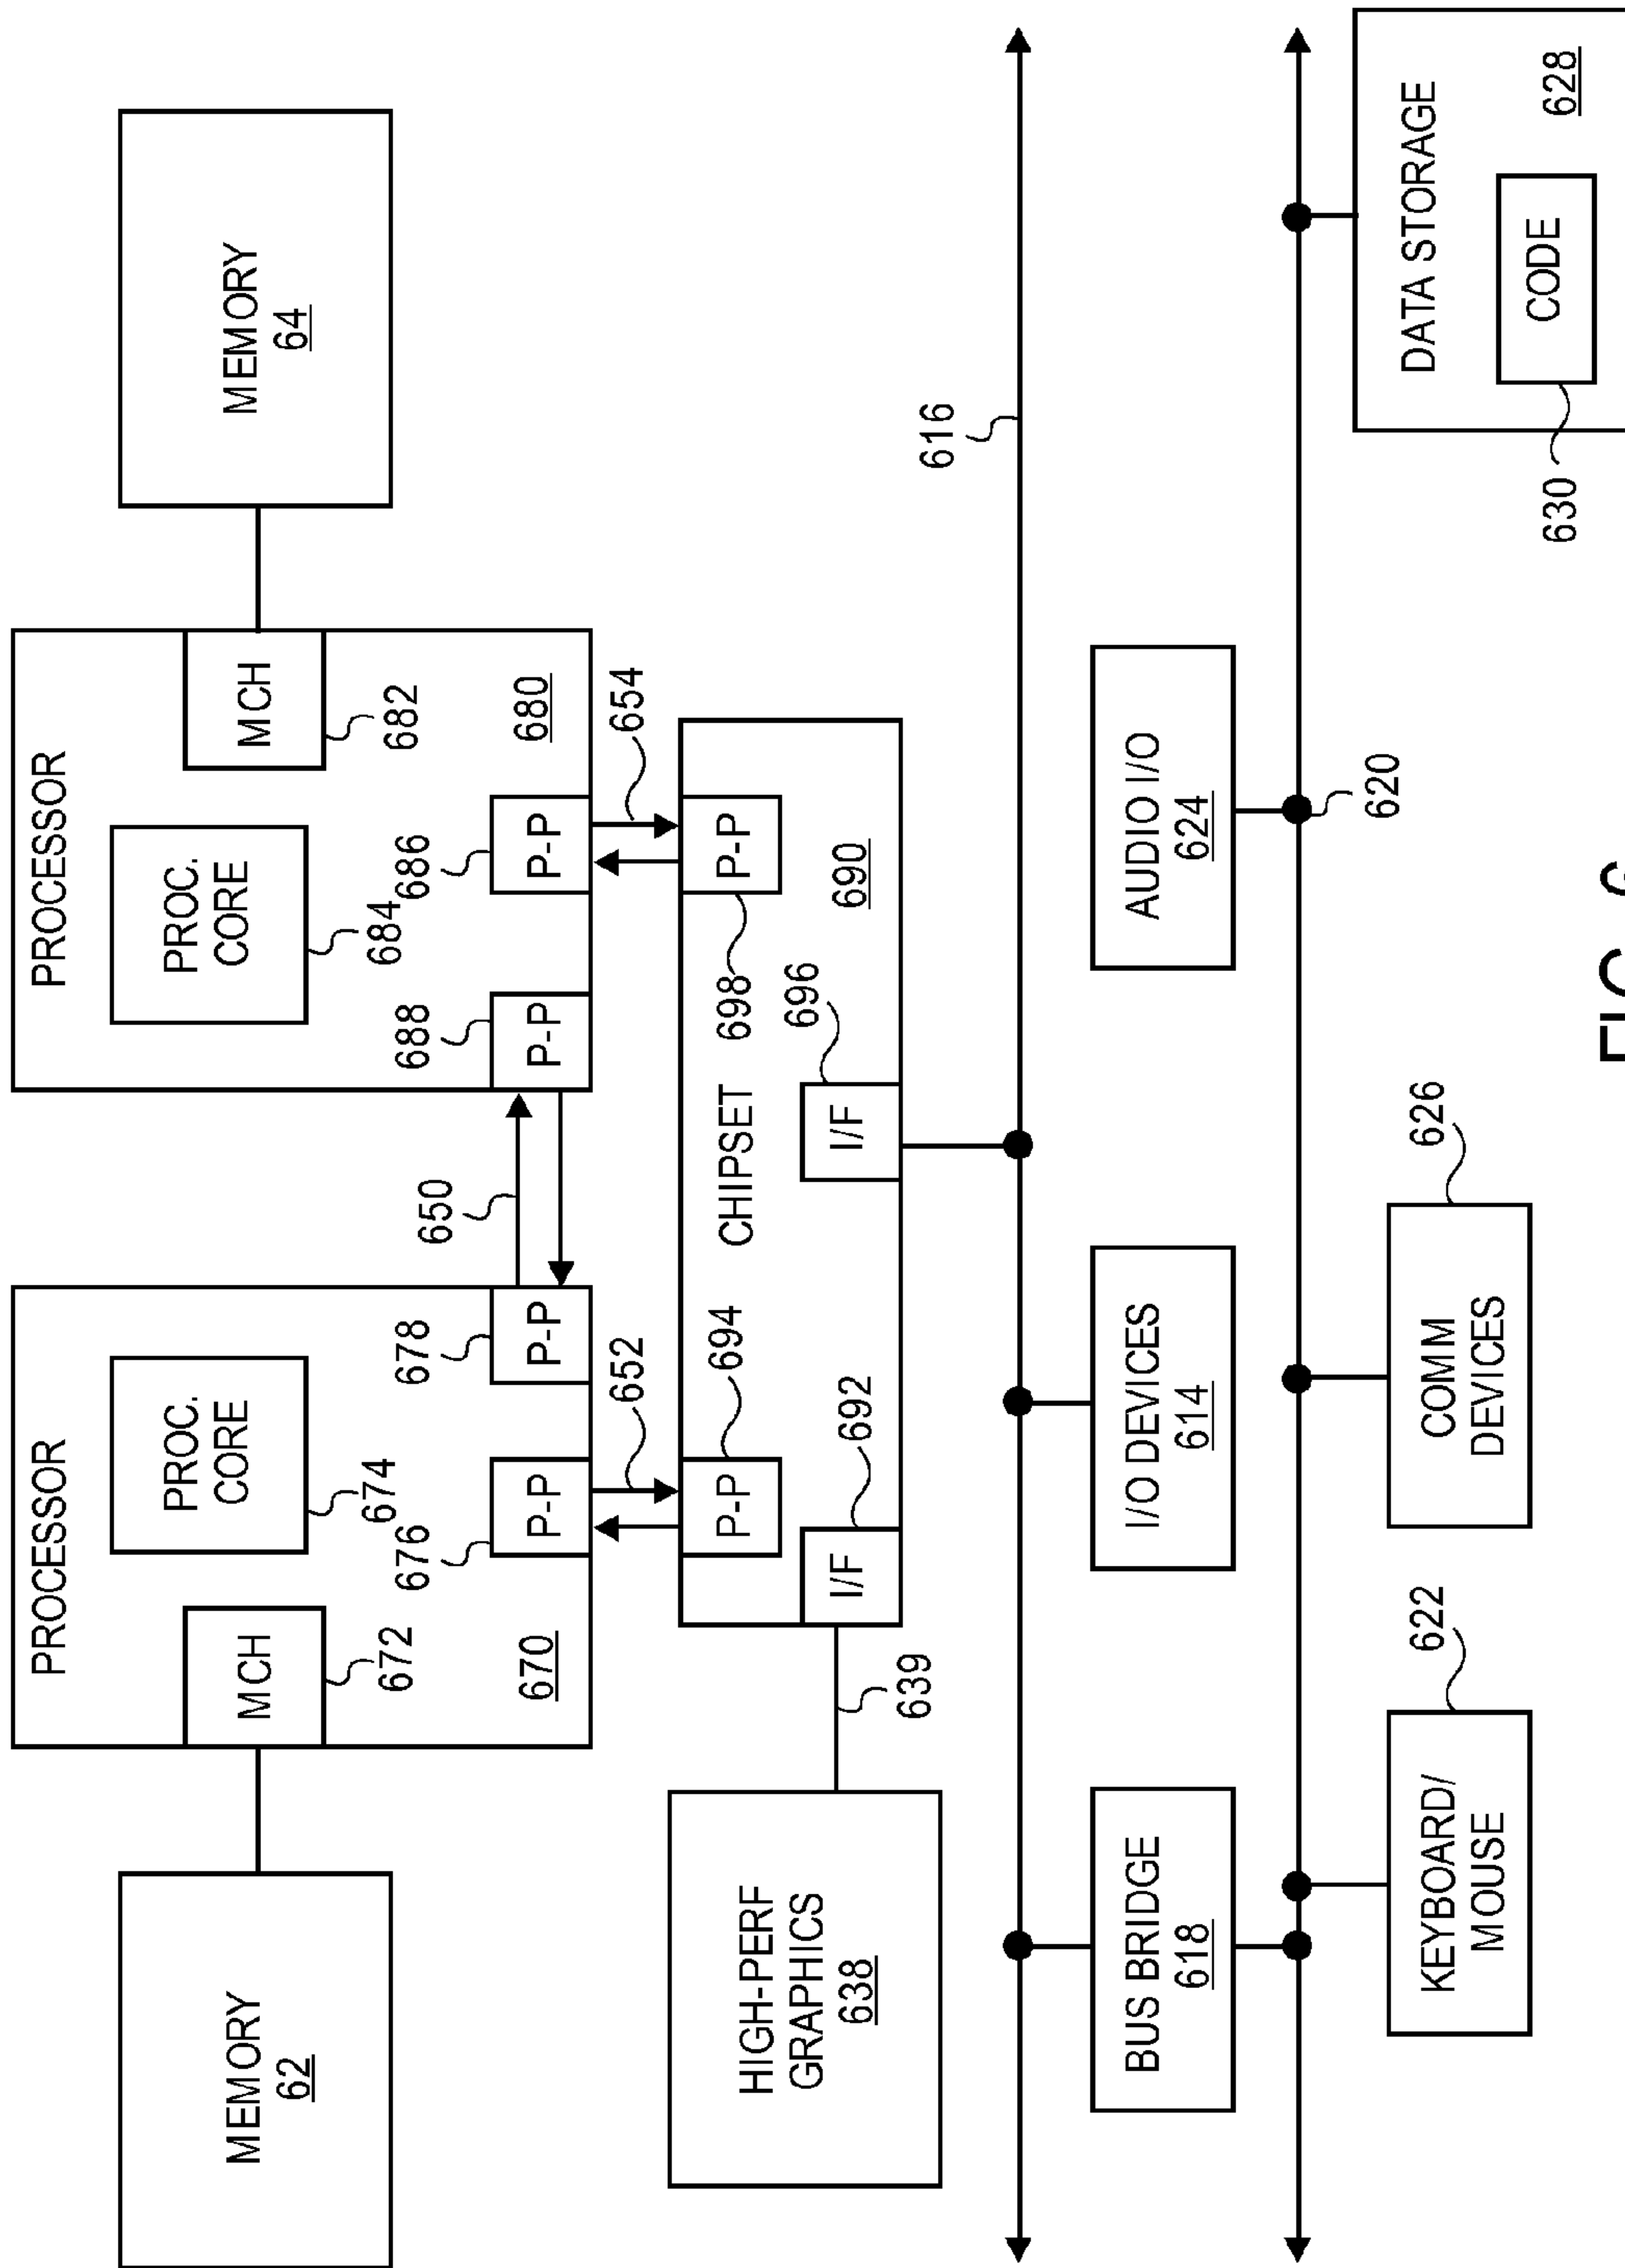 PROCESSOR
PROCESSOR
PROC.
CORE
PROC.
CORE
MEMORY
62
MCH
672
674
MCH
682
684
MEMORY
64
670
676
P-P
678
P-P
650
688
P-P
686
P-P
680
652
654
HIGH-PERF
GRAPHICS
638
639
P-P
694
CHIPSET
698
P-P
690
I/F
692
I/F
696
616
BUS BRIDGE
618
I/O DEVICES
614
AUDIO I/O
624
620
KEYBOARD/
MOUSE
622
COMM
DEVICES
626
DATA STORAGE
CODE
628
630